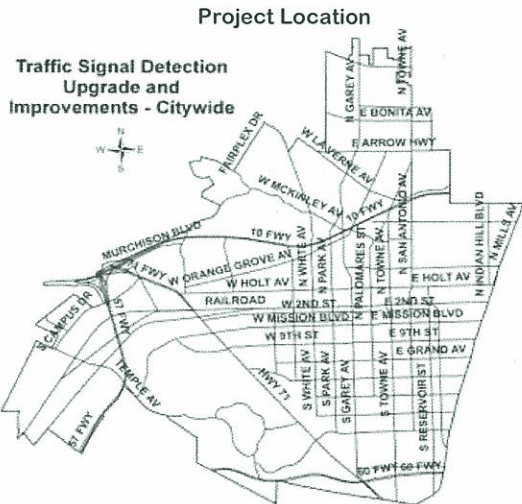 Project Location
Traffic Signal Detection
Upgrade and
Improvements - Citywide
N
W E
S
N GAREY AV
N TOWNE AV
E BONITA AV
E ARROW HWY
FAIRPLEX DR
W LAVERNE AV
W MCKINLEY AV
10 FWY
MURCHISON BLVD
10 FWY
N WHITE AV
N PARK AV
N PALOMARES ST
N TOWNE AV
N SAN ANTONIO AV
N INDIAN HILL BLVD
N MILLS AV
W ORANGE GROVE AV
W HOLT AV
E HOLT AV
RAILROAD
W 2ND ST
E 2ND ST
W MISSION BLVD
E MISSION BLVD
W 9TH ST
E 9TH ST
E GRAND AV
S CAMPUS DR
57 FWY
TEMPLE AV
HWY 71
S WHITE AV
S PARK AV
S GAREY AV
S TOWNE AV
S RESERVOIR ST
57 FWY
60 FWY
60 FWY